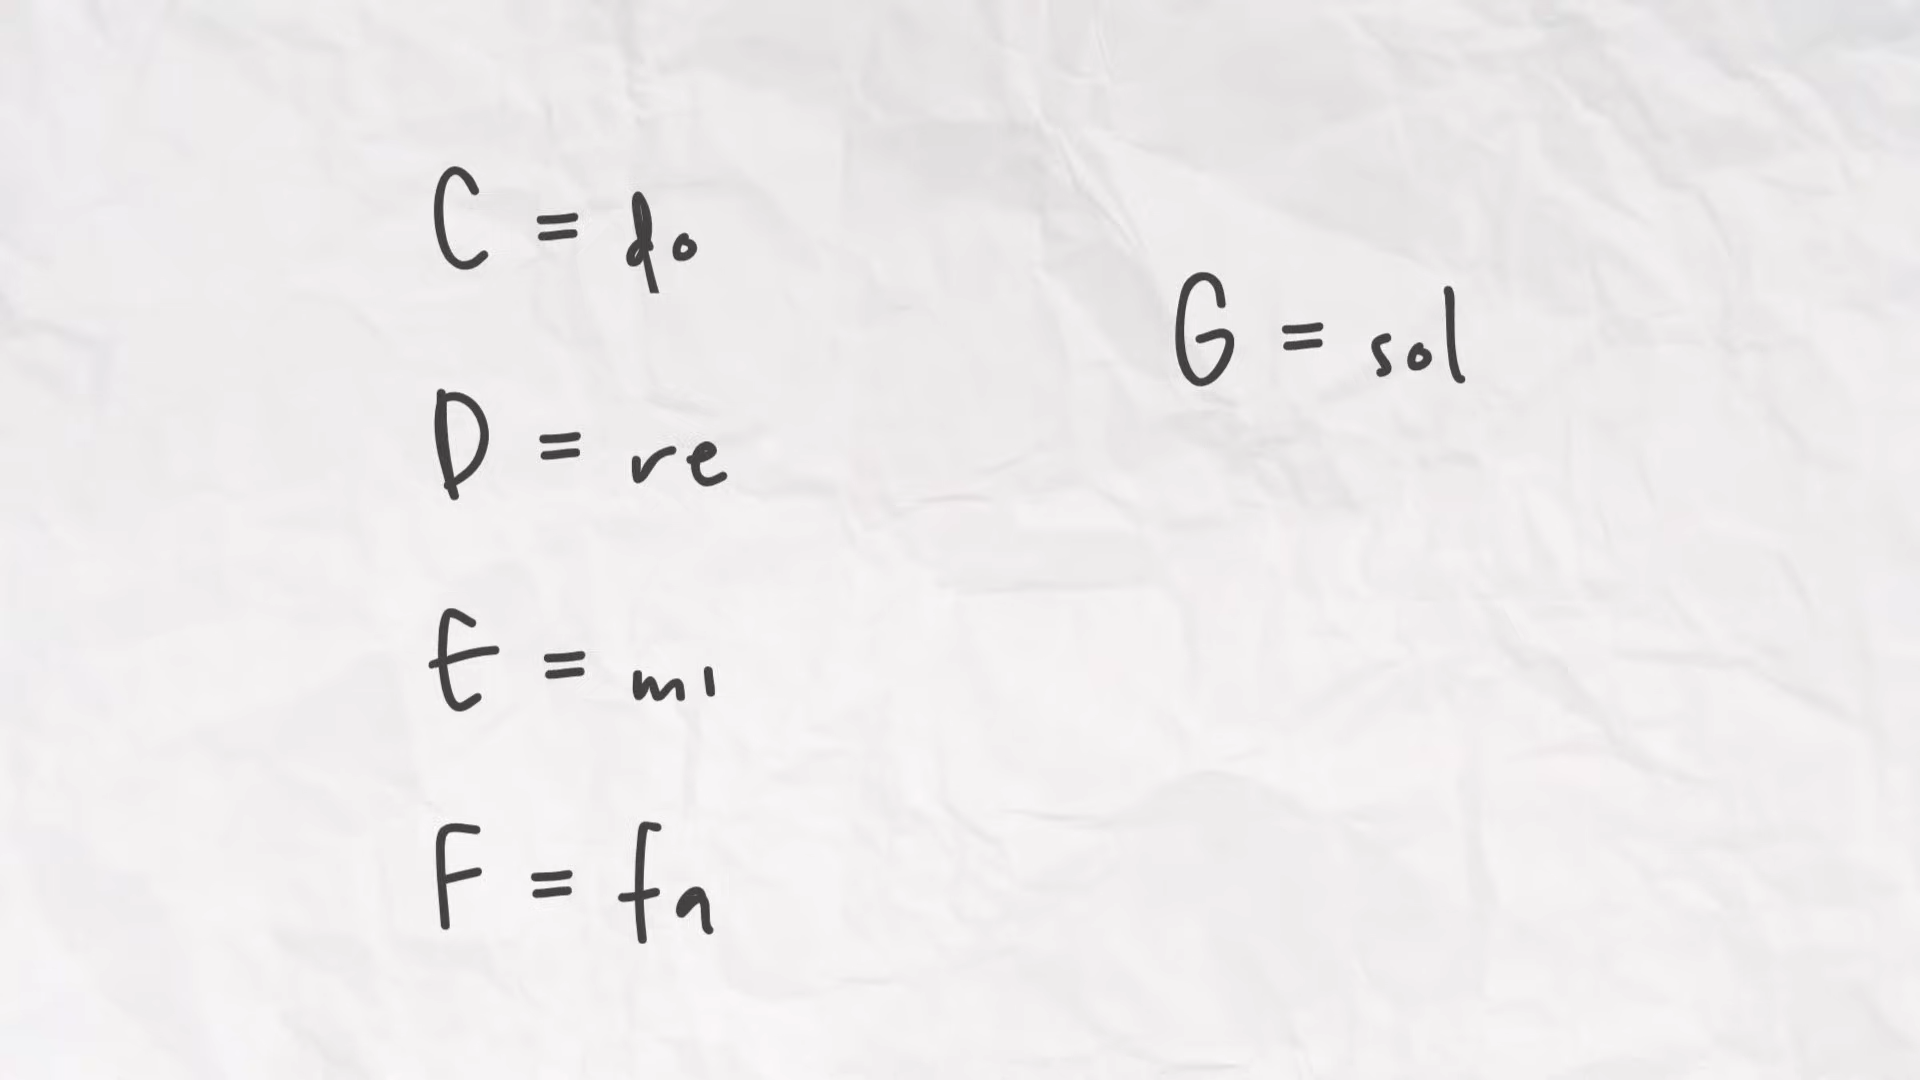 C = do
D = re
E = mi
F = fa
G = sol